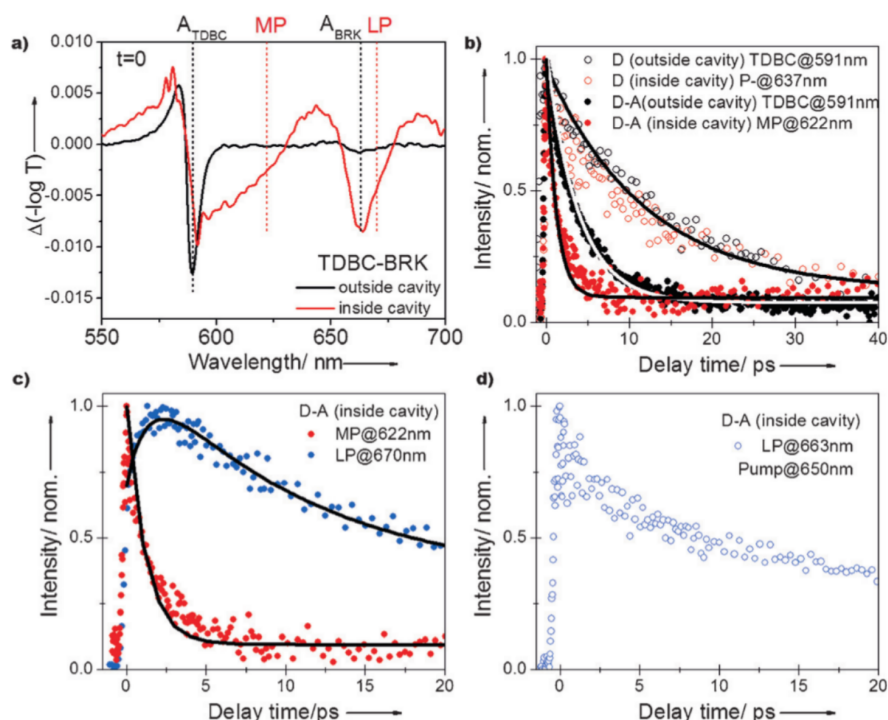 a)
A_TDBC MP A_BRK LP
t=0
0.010
0.005
0.000
-0.005
-0.010
-0.015
Δ(-log T)
TDBC-BRK
outside cavity
inside cavity
550 600 650 700
Wavelength/ nm
b)
D (outside cavity) TDBC@591nm
D (inside cavity) P-@637nm
D-A(outside cavity) TDBC@591nm
D-A (inside cavity) MP@622nm
1.0
0.5
0.0
Intensity/ nom.
0 10 20 30 40
Delay time/ ps
c)
D-A (inside cavity)
MP@622nm
LP@670nm
1.0
0.5
0.0
Intensity/ nom.
0 5 10 15 20
Delay time/ps
d)
D-A (inside cavity)
LP@663nm
Pump@650nm
1.0
0.5
0.0
Intensity/ nom.
0 5 10 15 20
Delay time/ ps